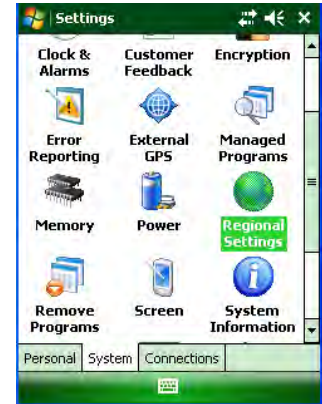 Settings
Clock &
Alarms
Customer
Feedback
Encryption
Error
Reporting
External
GPS
Managed
Programs
Memory
Power
Regional
Settings
Remove
Programs
Screen
System
Information
Personal
System
Connections